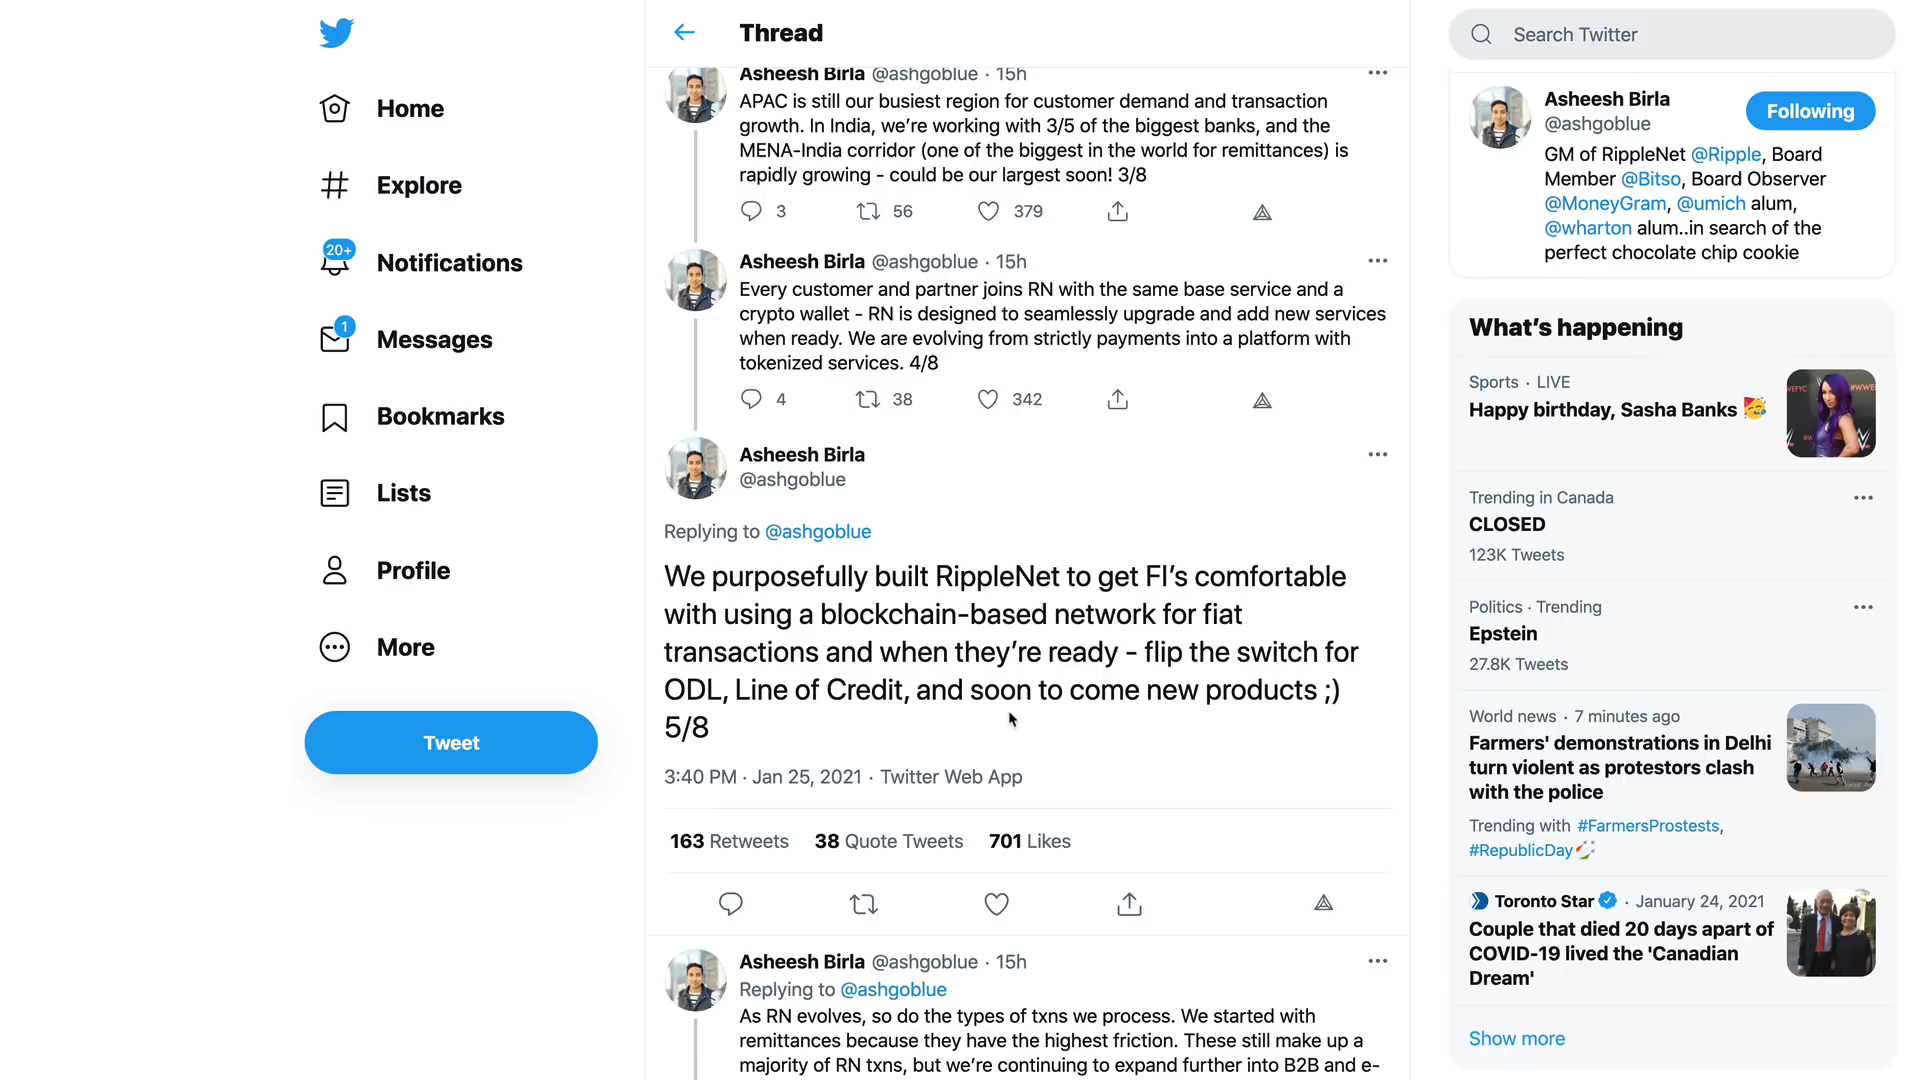 Home
Explore
20+
Notifications
1
Messages
Bookmarks
Lists
Profile
More
Tweet
Thread
Asheesh Birla @ashgoblue · 15h
APAC is still our busiest region for customer demand and transaction
growth. In India, we're working with 3/5 of the biggest banks, and the
MENA-India corridor (one of the biggest in the world for remittances) is
rapidly growing - could be our largest soon! 3/8
3 56 379
Asheesh Birla @ashgoblue · 15h
Every customer and partner joins RN with the same base service and a
crypto wallet - RN is designed to seamlessly upgrade and add new services
when ready. We are evolving from strictly payments into a platform with
tokenized services. 4/8
4 38 342
Asheesh Birla
@ashgoblue
Replying to @ashgoblue
We purposefully built RippleNet to get FI's comfortable
with using a blockchain-based network for fiat
transactions and when they're ready - flip the switch for
ODL, Line of Credit, and soon to come new products ;)
5/8
3:40 PM · Jan 25, 2021 · Twitter Web App
163 Retweets 38 Quote Tweets 701 Likes
Asheesh Birla @ashgoblue · 15h
Replying to @ashgoblue
As RN evolves, so do the types of txns we process. We started with
remittances because they have the highest friction. These still make up a
majority of RN txns, but we're continuing to expand further into B2B and e-
Search Twitter
Asheesh Birla
@ashgoblue
Following
GM of RippleNet @Ripple, Board
Member @Bitso, Board Observer
@MoneyGram, @umich alum,
@wharton alum..in search of the
perfect chocolate chip cookie
What's happening
Sports · LIVE
Happy birthday, Sasha Banks 🥳
Trending in Canada
CLOSED
123K Tweets
Politics · Trending
Epstein
27.8K Tweets
World news · 7 minutes ago
Farmers' demonstrations in Delhi
turn violent as protestors clash
with the police
Trending with #FarmersProstests,
#RepublicDay
Toronto Star · January 24, 2021
Couple that died 20 days apart of
COVID-19 lived the 'Canadian
Dream'
Show more